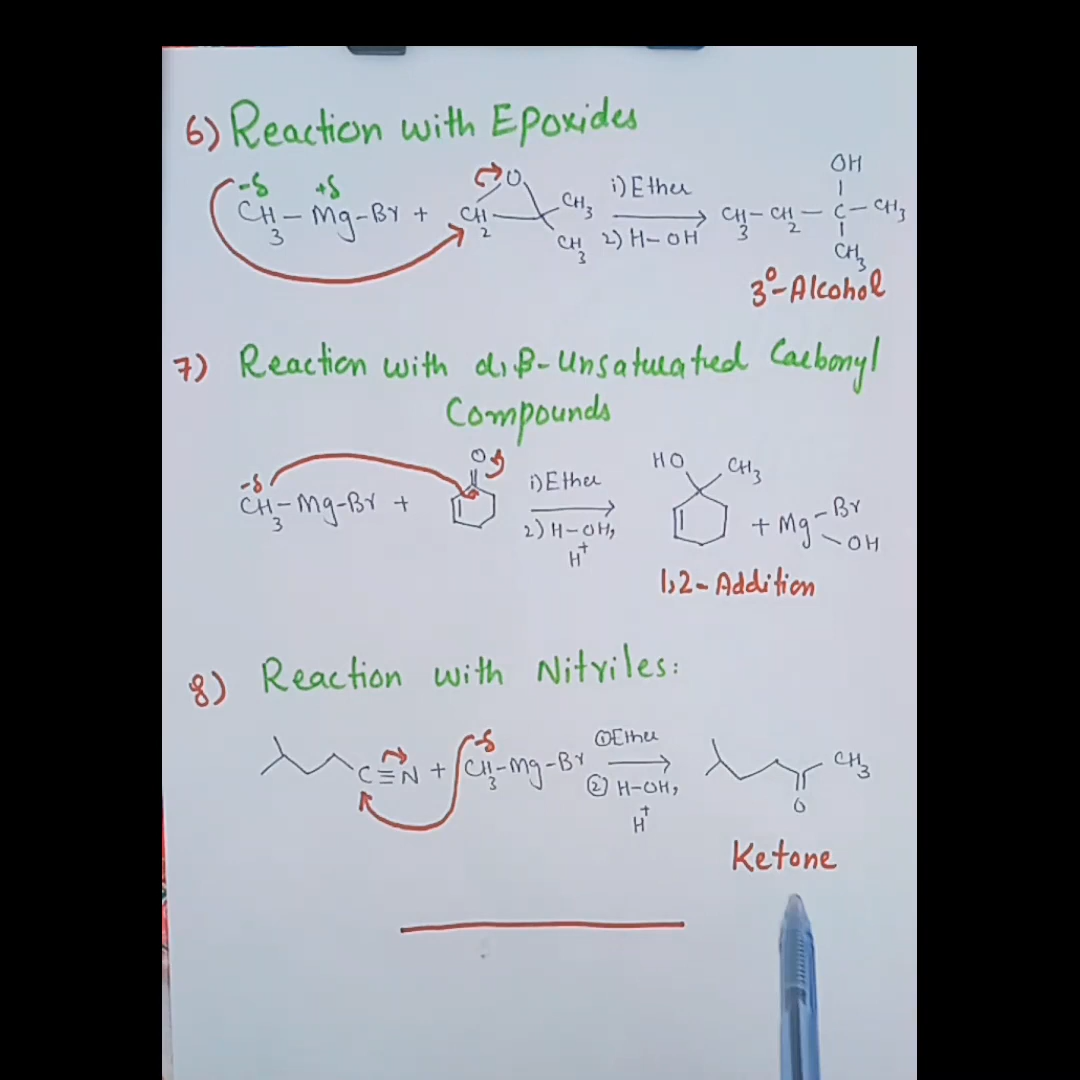 6) Reaction with Epoxides
-δ +δ
CH3 – Mg – Br + CH2 O CH3 CH3 i) Ether 2) H – OH CH3 – CH2 – C – CH3 OH CH3
3°-Alcohol
7) Reaction with α,β-Unsaturated Carbonyl
Compounds
-δ
CH3 – Mg – Br + O i) Ether 2) H – OH, H+ HO CH3 + Mg – Br – OH
1,2-Addition
8) Reaction with Nitriles:
C≡N + -δ CH3 – Mg – Br ① Ether ② H – OH, H+ CH3 O
Ketone